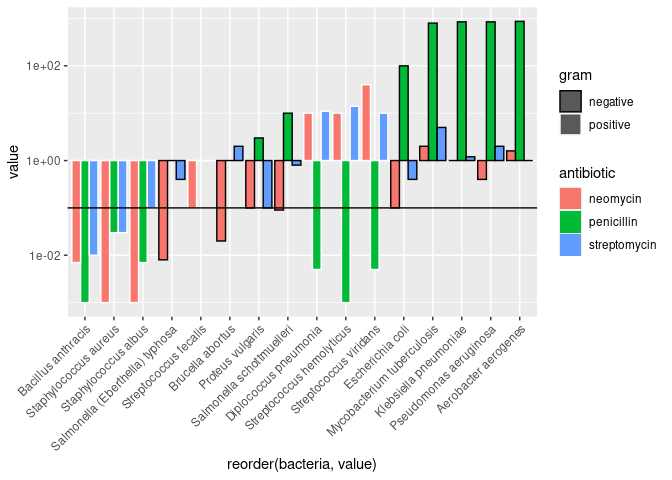 value
1e+02
1e+00
1e-02
Bacillus anthracis
Staphylococcus aureus
Staphylococcus albus
Salmonella (Eberthella) typhosa
Streptococcus fecalis
Brucella abortus
Proteus vulgaris
Salmonella schotmuelleri
Diplococcus pneumonia
Streptococcus hemolyticus
Streptococcus viridans
Escherichia coli
Mycobacterium tuberculosis
Klebsiella pneumoniae
Pseudomonas aeruginosa
Aerobacter aerogenes
reorder(bacteria, value)
gram
negative
positive
antibiotic
neomycin
penicillin
streptomycin